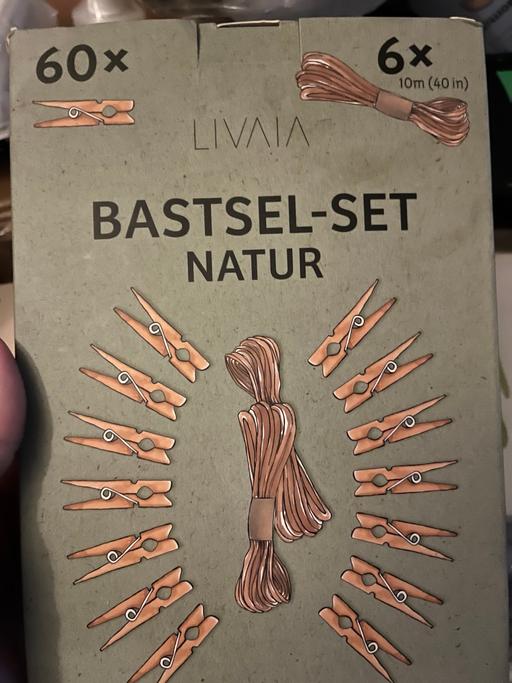 60×
6×
10m (40 in)
LIVAIA
BASTSEL-SET
NATUR